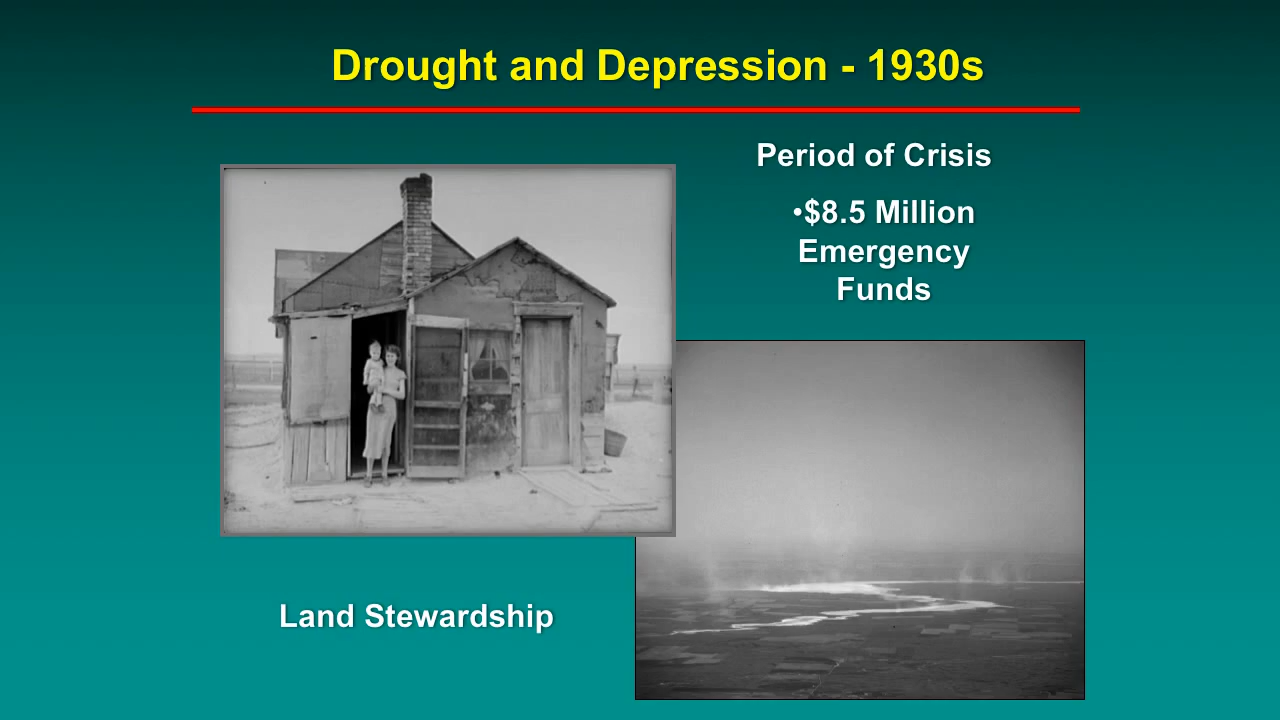 Drought and Depression - 1930s
Period of Crisis
•$8.5 Million
Emergency
Funds
Land Stewardship